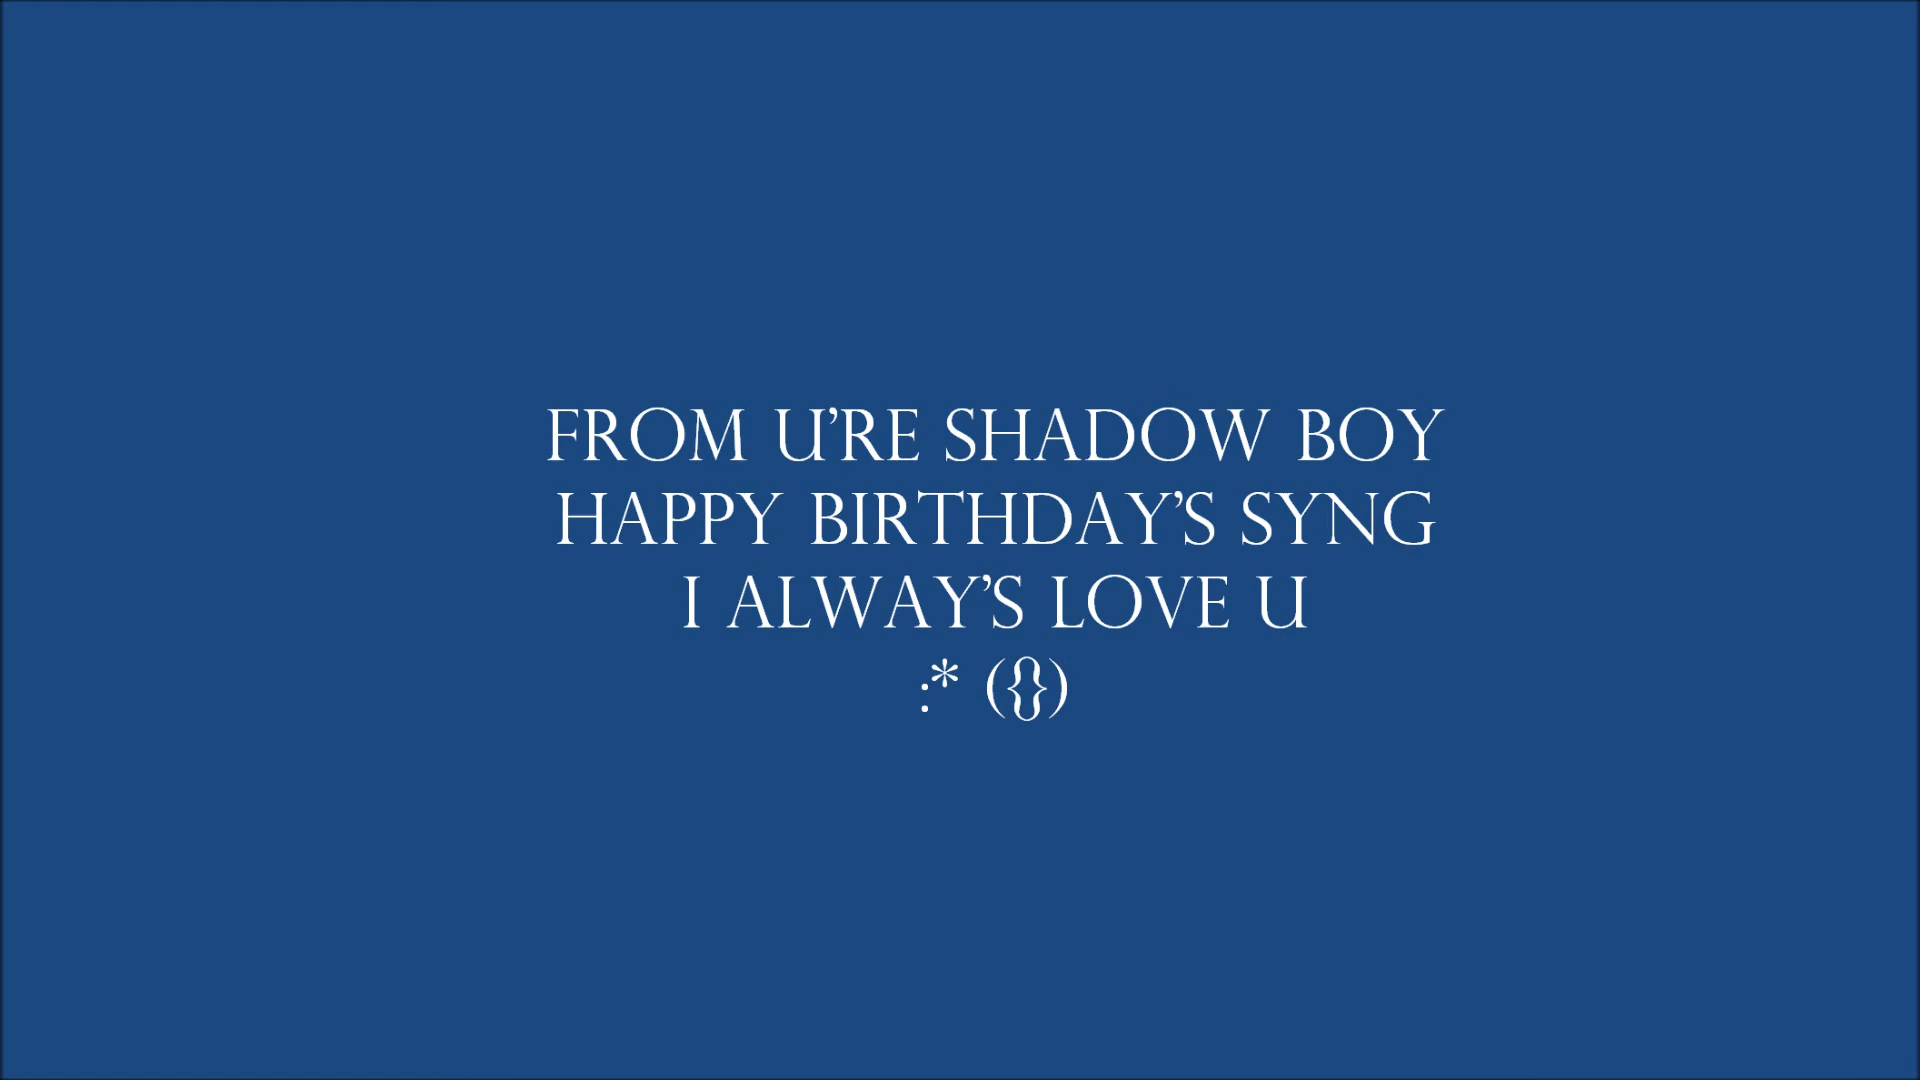 FROM U'RE SHADOW BOY
HAPPY BIRTHDAY'S SYNG
I ALWAY'S LOVE U
:* ({})